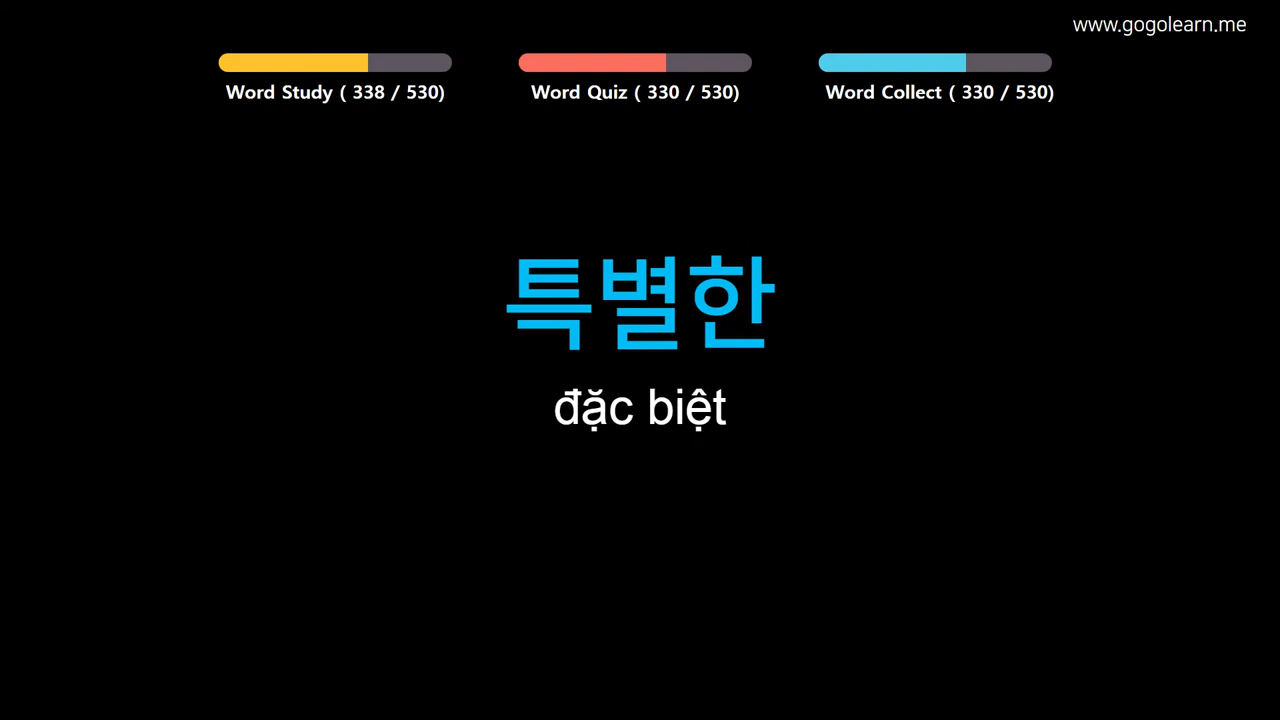 www.gogolearn.me
Word Study ( 338 / 530)
Word Quiz ( 330 / 530)
Word Collect ( 330 / 530)
특별한
đặc biệt